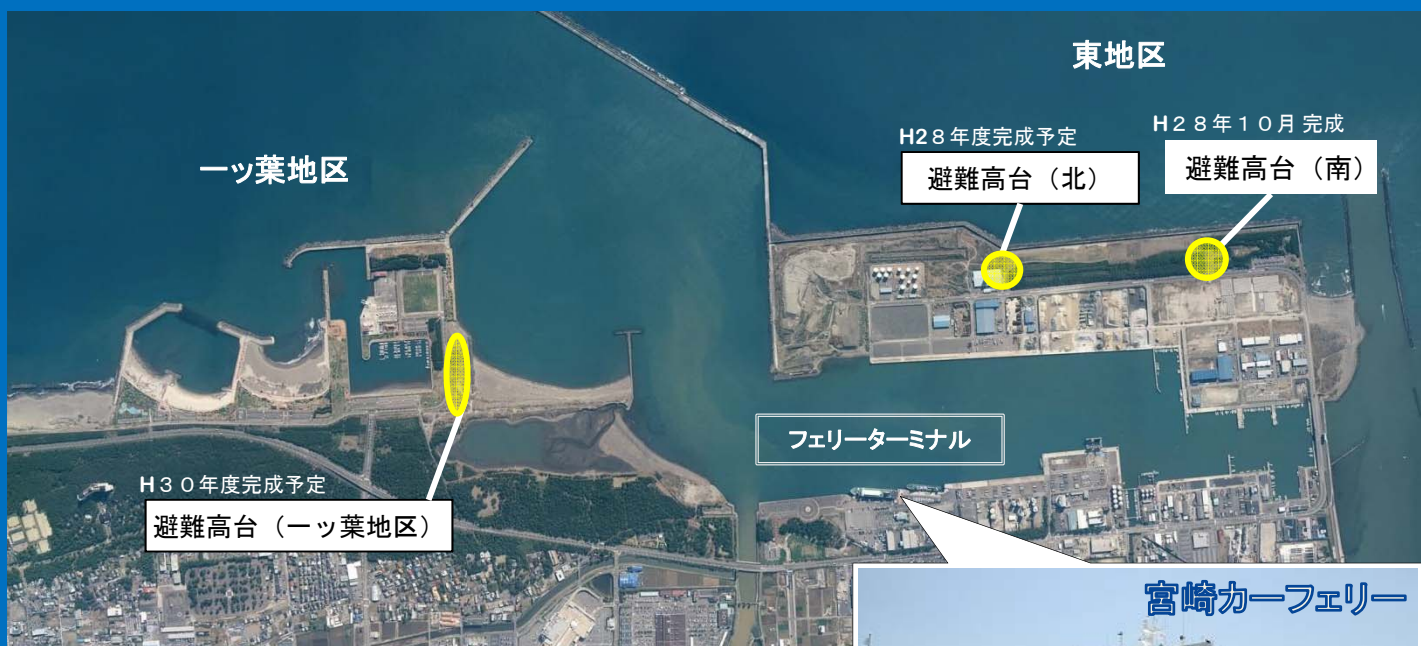 東地区
H28年度完成予定
H28年10月 完成
避難高台（北）
避難高台（南）
一ッ葉地区
フェリーターミナル
H30年度完成予定
避難高台（一ッ葉地区）
宮崎カーフェリー